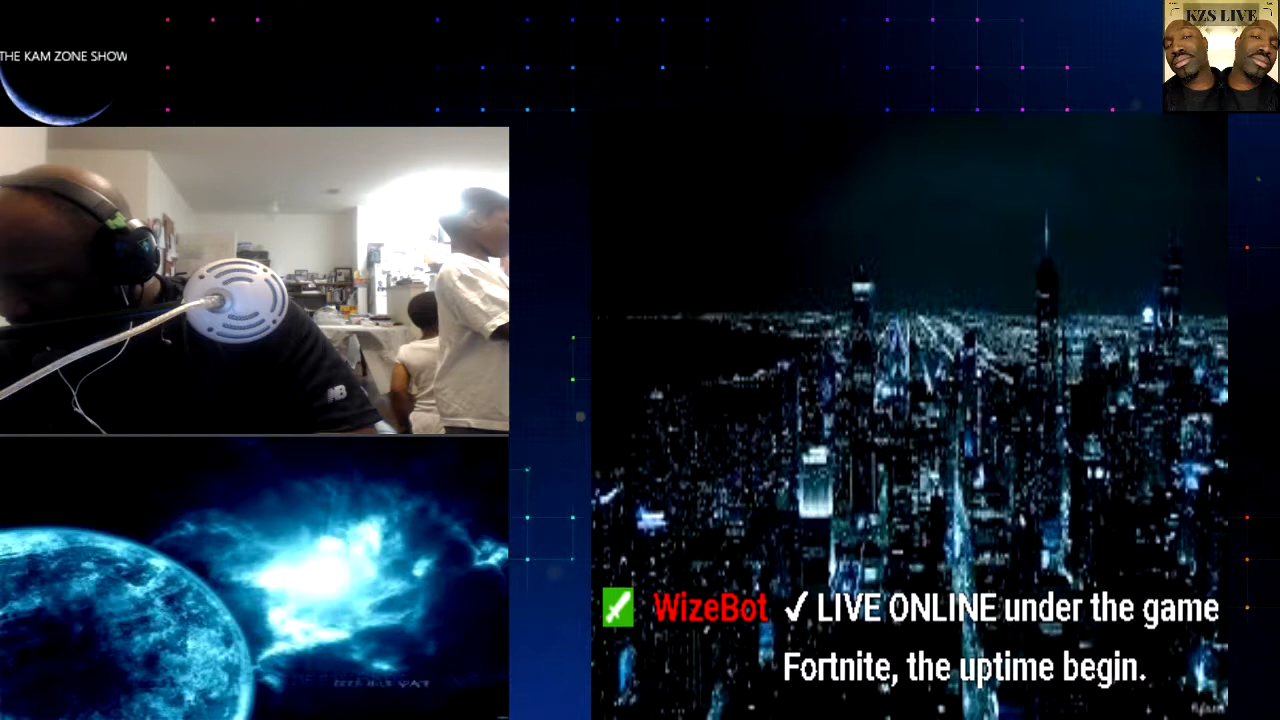 KZS LIVE
THE KAM ZONE SHOW
NB
WizeBot ✓ LIVE ONLINE under the game
Fortnite, the uptime begin.